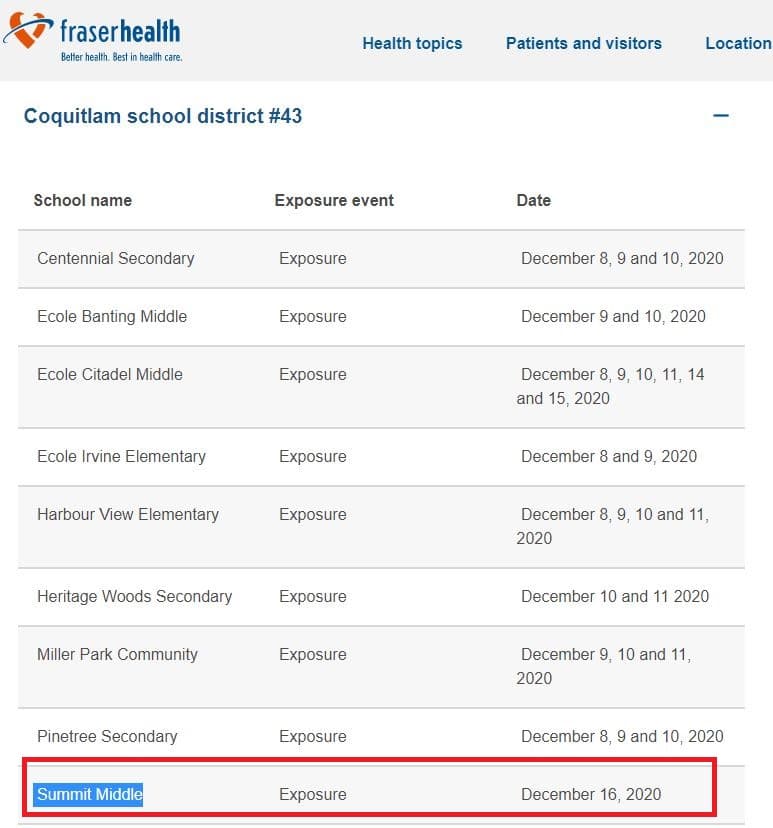 fraserhealth
Better health. Best in health care.
Health topics Patients and visitors Location
Coquitlam school district #43
School name Exposure event Date
Centennial Secondary Exposure December 8, 9 and 10, 2020
Ecole Banting Middle Exposure December 9 and 10, 2020
Ecole Citadel Middle Exposure December 8, 9, 10, 11, 14
and 15, 2020
Ecole Irvine Elementary Exposure December 8 and 9, 2020
Harbour View Elementary Exposure December 8, 9, 10 and 11,
2020
Heritage Woods Secondary Exposure December 10 and 11 2020
Miller Park Community Exposure December 9, 10 and 11,
2020
Pinetree Secondary Exposure December 8, 9 and 10, 2020
Summit Middle Exposure December 16, 2020